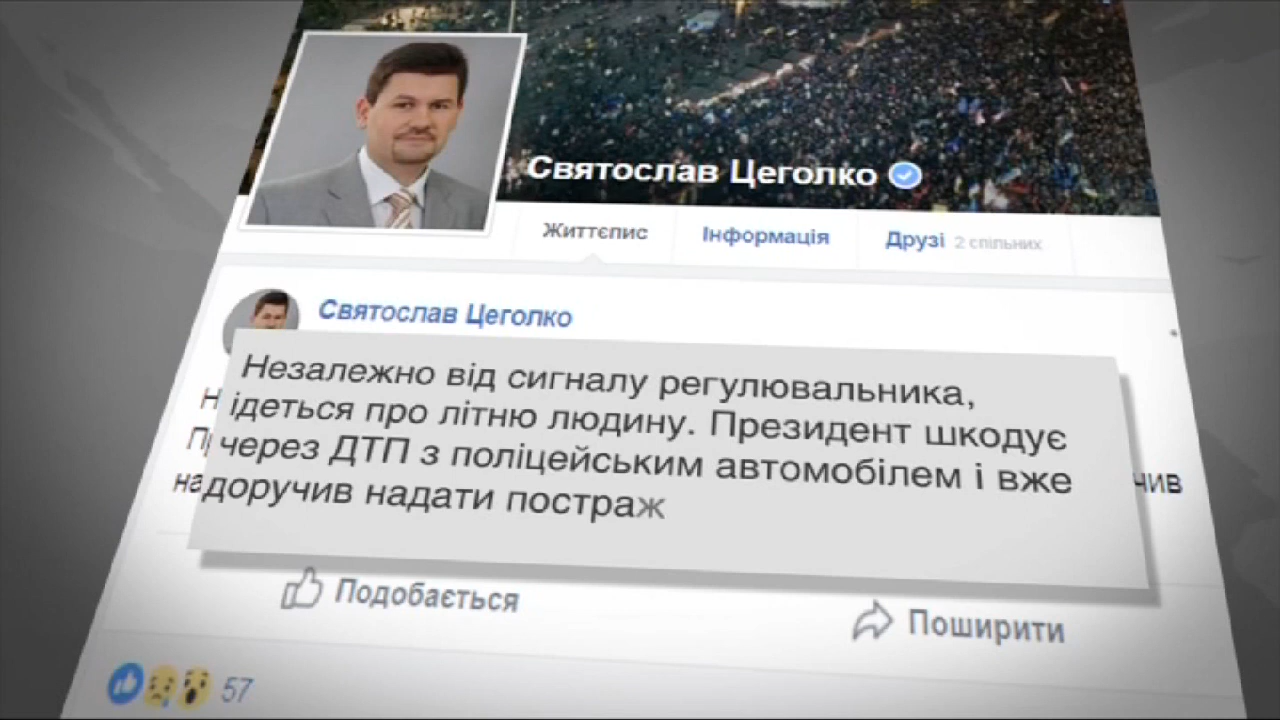 Святослав Цеголко
Життєпис Інформація Друзі 2 спільних
Святослав Цеголко
Незалежно від сигналу регулювальника,
ідеться про літню людину. Президент шкодує
через ДТП з поліцейським автомобілем і вже
доручив надати постраж
Подобається Поширити
57